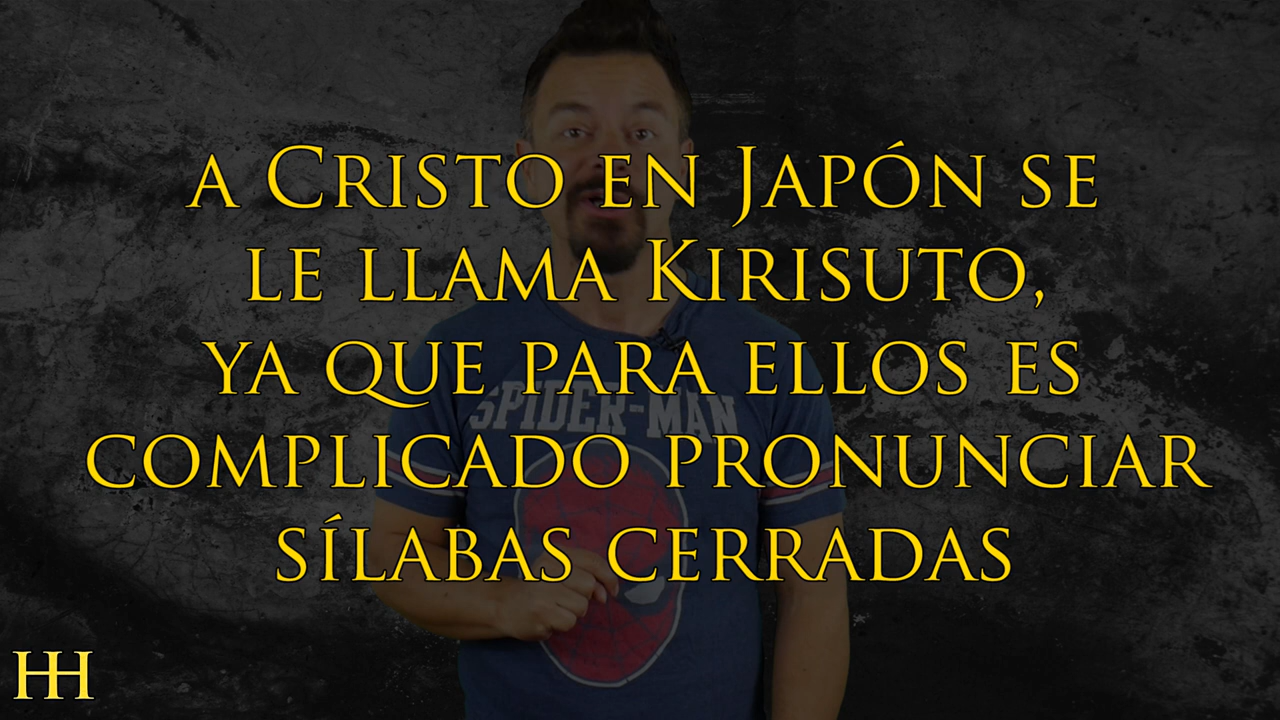 a Cristo en Japón se
le llama Kirisuto,
ya que para ellos es
complicado pronunciar
sílabas cerradas
SPIDER-MAN
HH